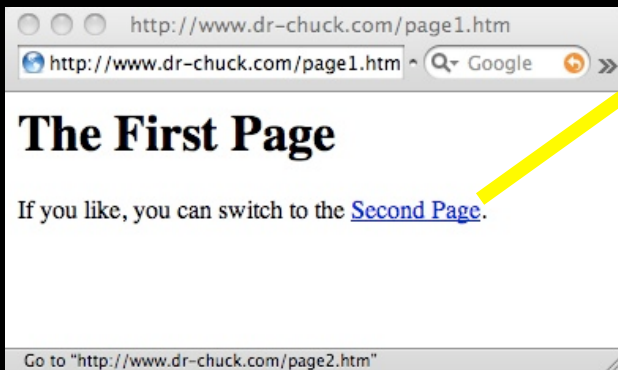 http://www.dr-chuck.com/page1.htm
http://www.dr-chuck.com/page1.htm Google
The First Page
If you like, you can switch to the Second Page.
Go to "http://www.dr-chuck.com/page2.htm"